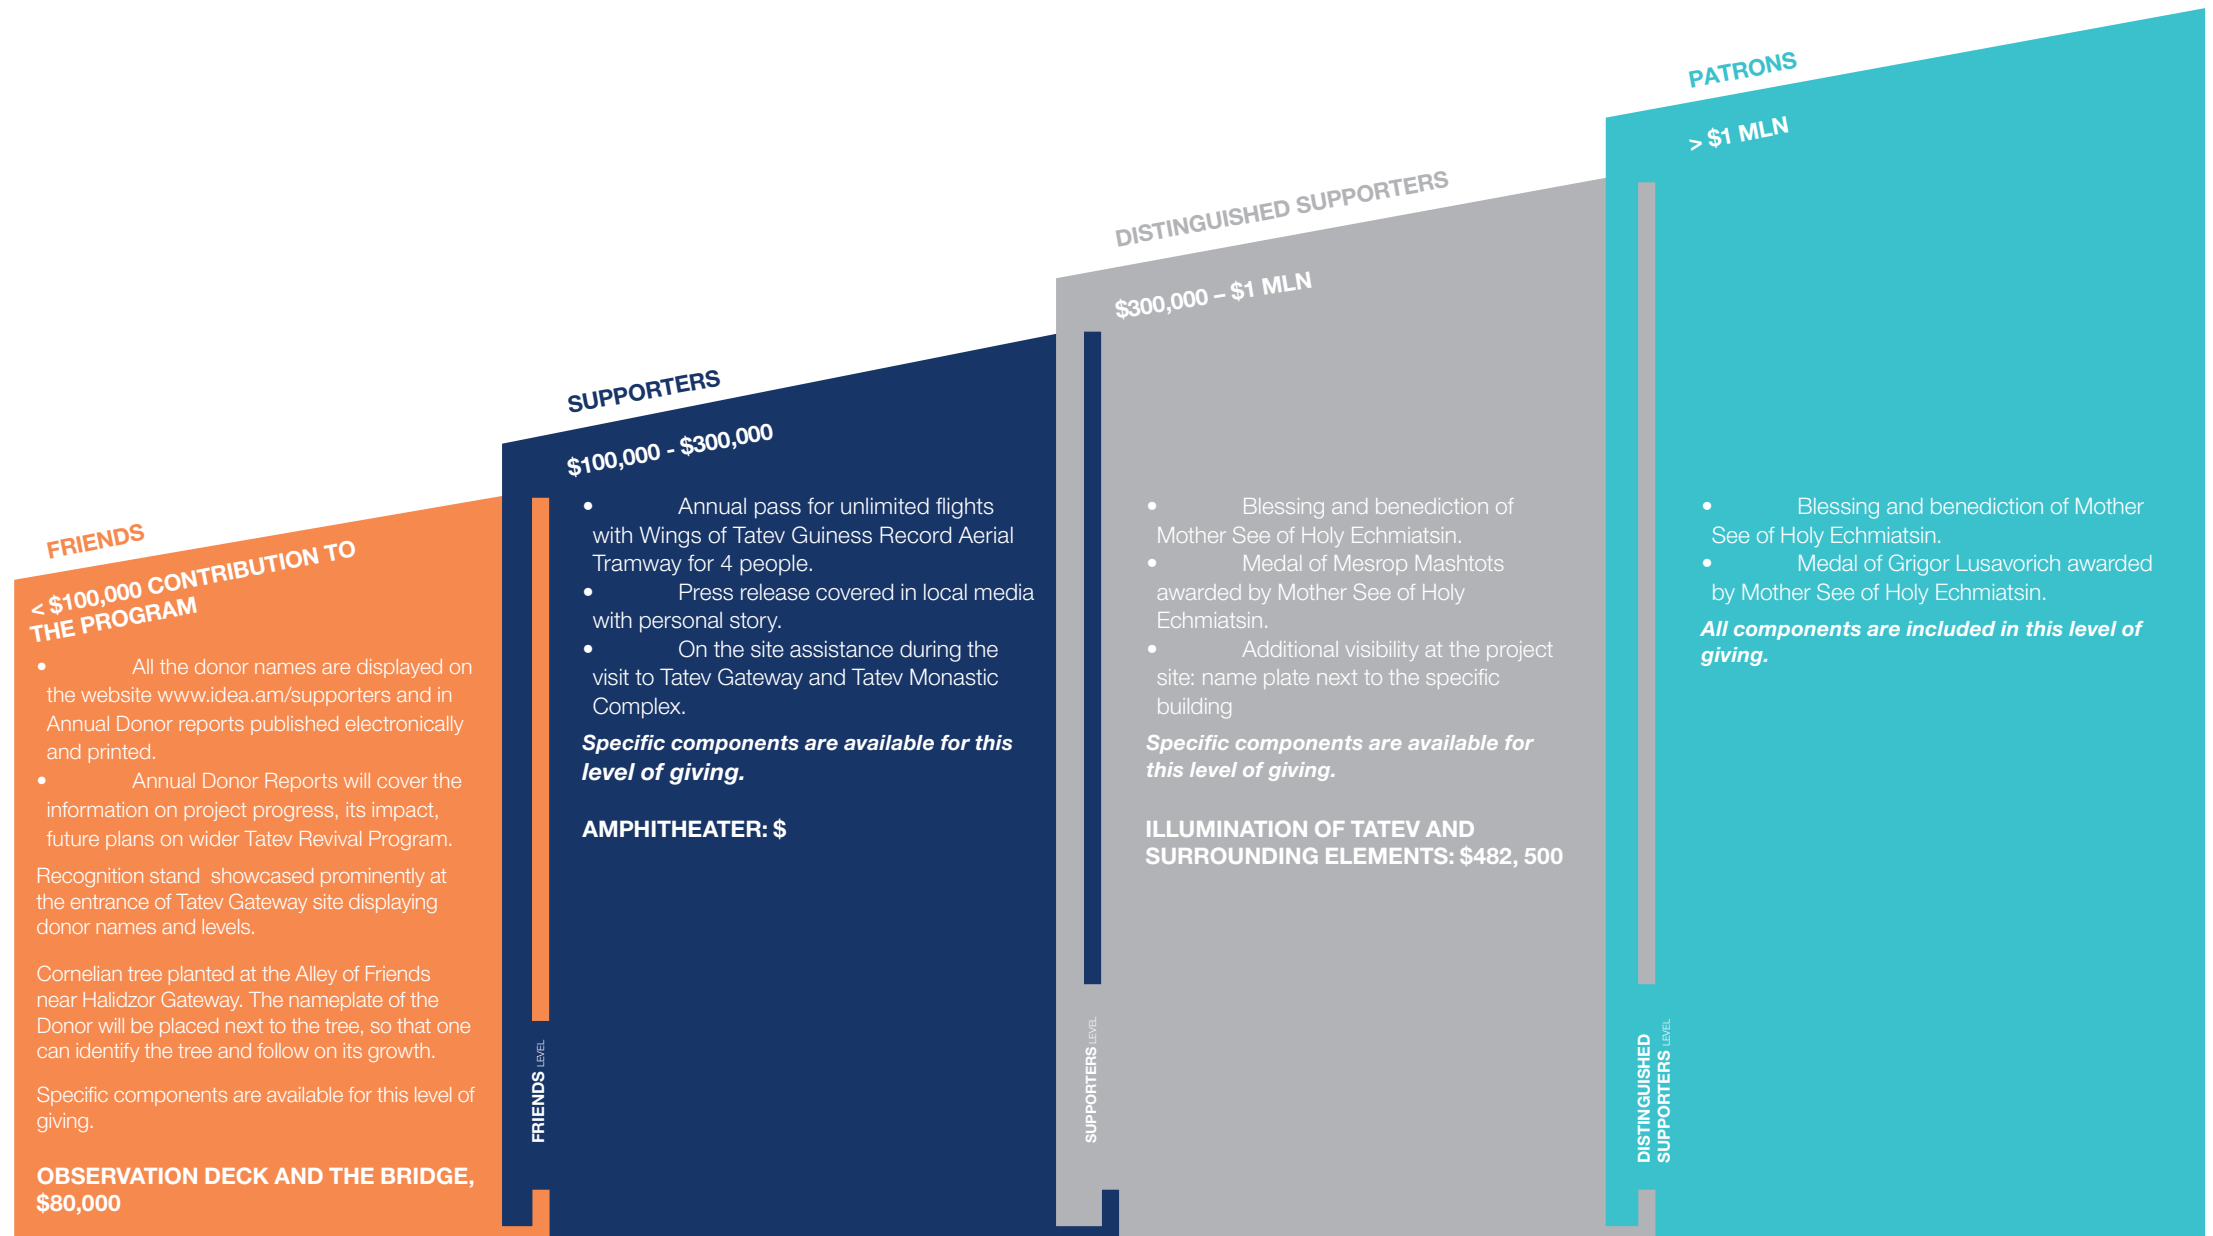 FRIENDS
< $100,000 CONTRIBUTION TO
THE PROGRAM
• All the donor names are displayed on
the website www.idea.am/supporters and in
Annual Donor reports published electronically
and printed.
• Annual Donor Reports will cover the
information on project progress, its impact,
future plans on wider Tatev Revival Program.
Recognition stand showcased prominently at
the entrance of Tatev Gateway site displaying
donor names and levels.
Cornelian tree planted at the Alley of Friends
near Halidzor Gateway. The nameplate of the
Donor will be placed next to the tree, so that one
can identify the tree and follow on its growth.
Specific components are available for this level of
giving.
OBSERVATION DECK AND THE BRIDGE,
$80,000
SUPPORTERS
$100,000 - $300,000
• Annual pass for unlimited flights
with Wings of Tatev Guiness Record Aerial
Tramway for 4 people.
• Press release covered in local media
with personal story.
• On the site assistance during the
visit to Tatev Gateway and Tatev Monastic
Complex.
Specific components are available for this
level of giving.
AMPHITHEATER: $
FRIENDS LEVEL
DISTINGUISHED SUPPORTERS
$300,000 – $1 MLN
• Blessing and benediction of
Mother See of Holy Echmiatsin.
• Medal of Mesrop Mashtots
awarded by Mother See of Holy
Echmiatsin.
• Additional visibility at the project
site: name plate next to the specific
building
Specific components are available for
this level of giving.
ILLUMINATION OF TATEV AND
SURROUNDING ELEMENTS: $482, 500
SUPPORTERS LEVEL
PATRONS
> $1 MLN
• Blessing and benediction of Mother
See of Holy Echmiatsin.
• Medal of Grigor Lusavorich awarded
by Mother See of Holy Echmiatsin.
All components are included in this level of
giving.
DISTINGUISHED
SUPPORTERS LEVEL